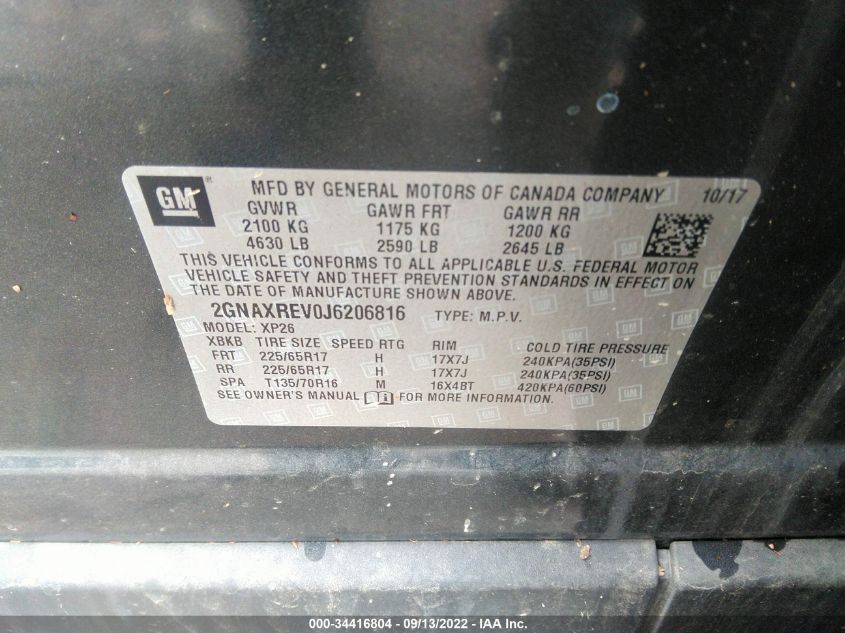 GM ® MFD BY GENERAL MOTORS OF CANADA COMPANY 10/17
GVWR GAWR FRT GAWR RR
2100 KG 1175 KG 1200 KG
4630 LB 2590 LB 2645 LB
THIS VEHICLE CONFORMS TO ALL APPLICABLE U.S. FEDERAL MOTOR
VEHICLE SAFETY AND THEFT PREVENTION STANDARDS IN EFFECT ON
THE DATE OF MANUFACTURE SHOWN ABOVE.
2GNAXREV0J6206816 TYPE: M.P.V.
MODEL: XP26
XBKB TIRE SIZE SPEED RTG RIM COLD TIRE PRESSURE
FRT 225/65R17 H 17X7J 240KPA(35PSI)
RR 225/65R17 H 17X7J 240KPA(35PSI)
SPA T135/70R16 M 16X4BT 420KPA(60PSI)
SEE OWNER'S MANUAL FOR MORE INFORMATION.
000-34416804 - 09/13/2022 - IAA Inc.